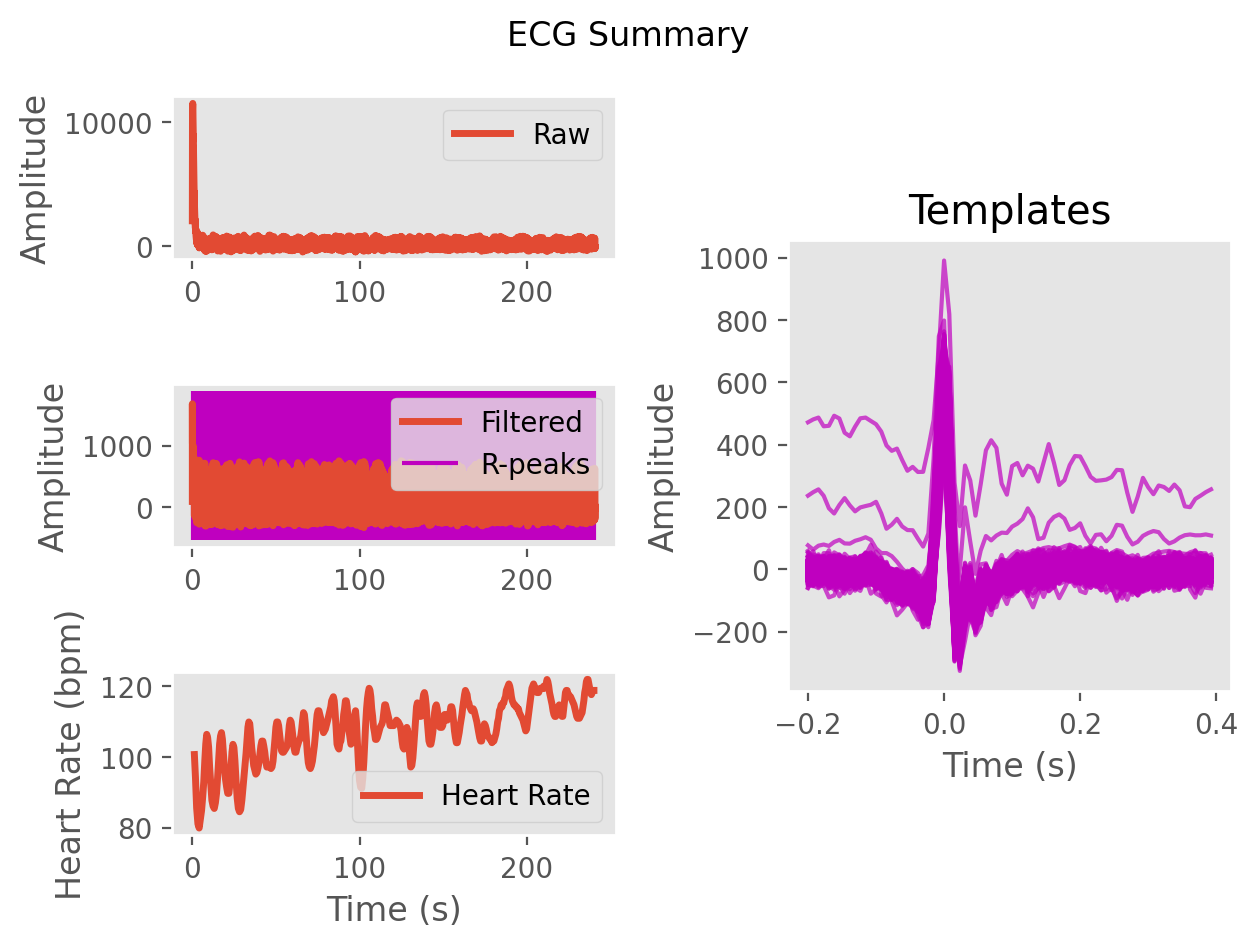 ECG Summary
Amplitude
10000
0
Raw
0 100 200
Amplitude
1000
0
Filtered
R-peaks
0 100 200
Heart Rate (bpm)
120
100
80
Heart Rate
0 100 200
Time (s)
Templates
Amplitude
1000
800
600
400
200
0
−200
−0.2 0.0 0.2 0.4
Time (s)